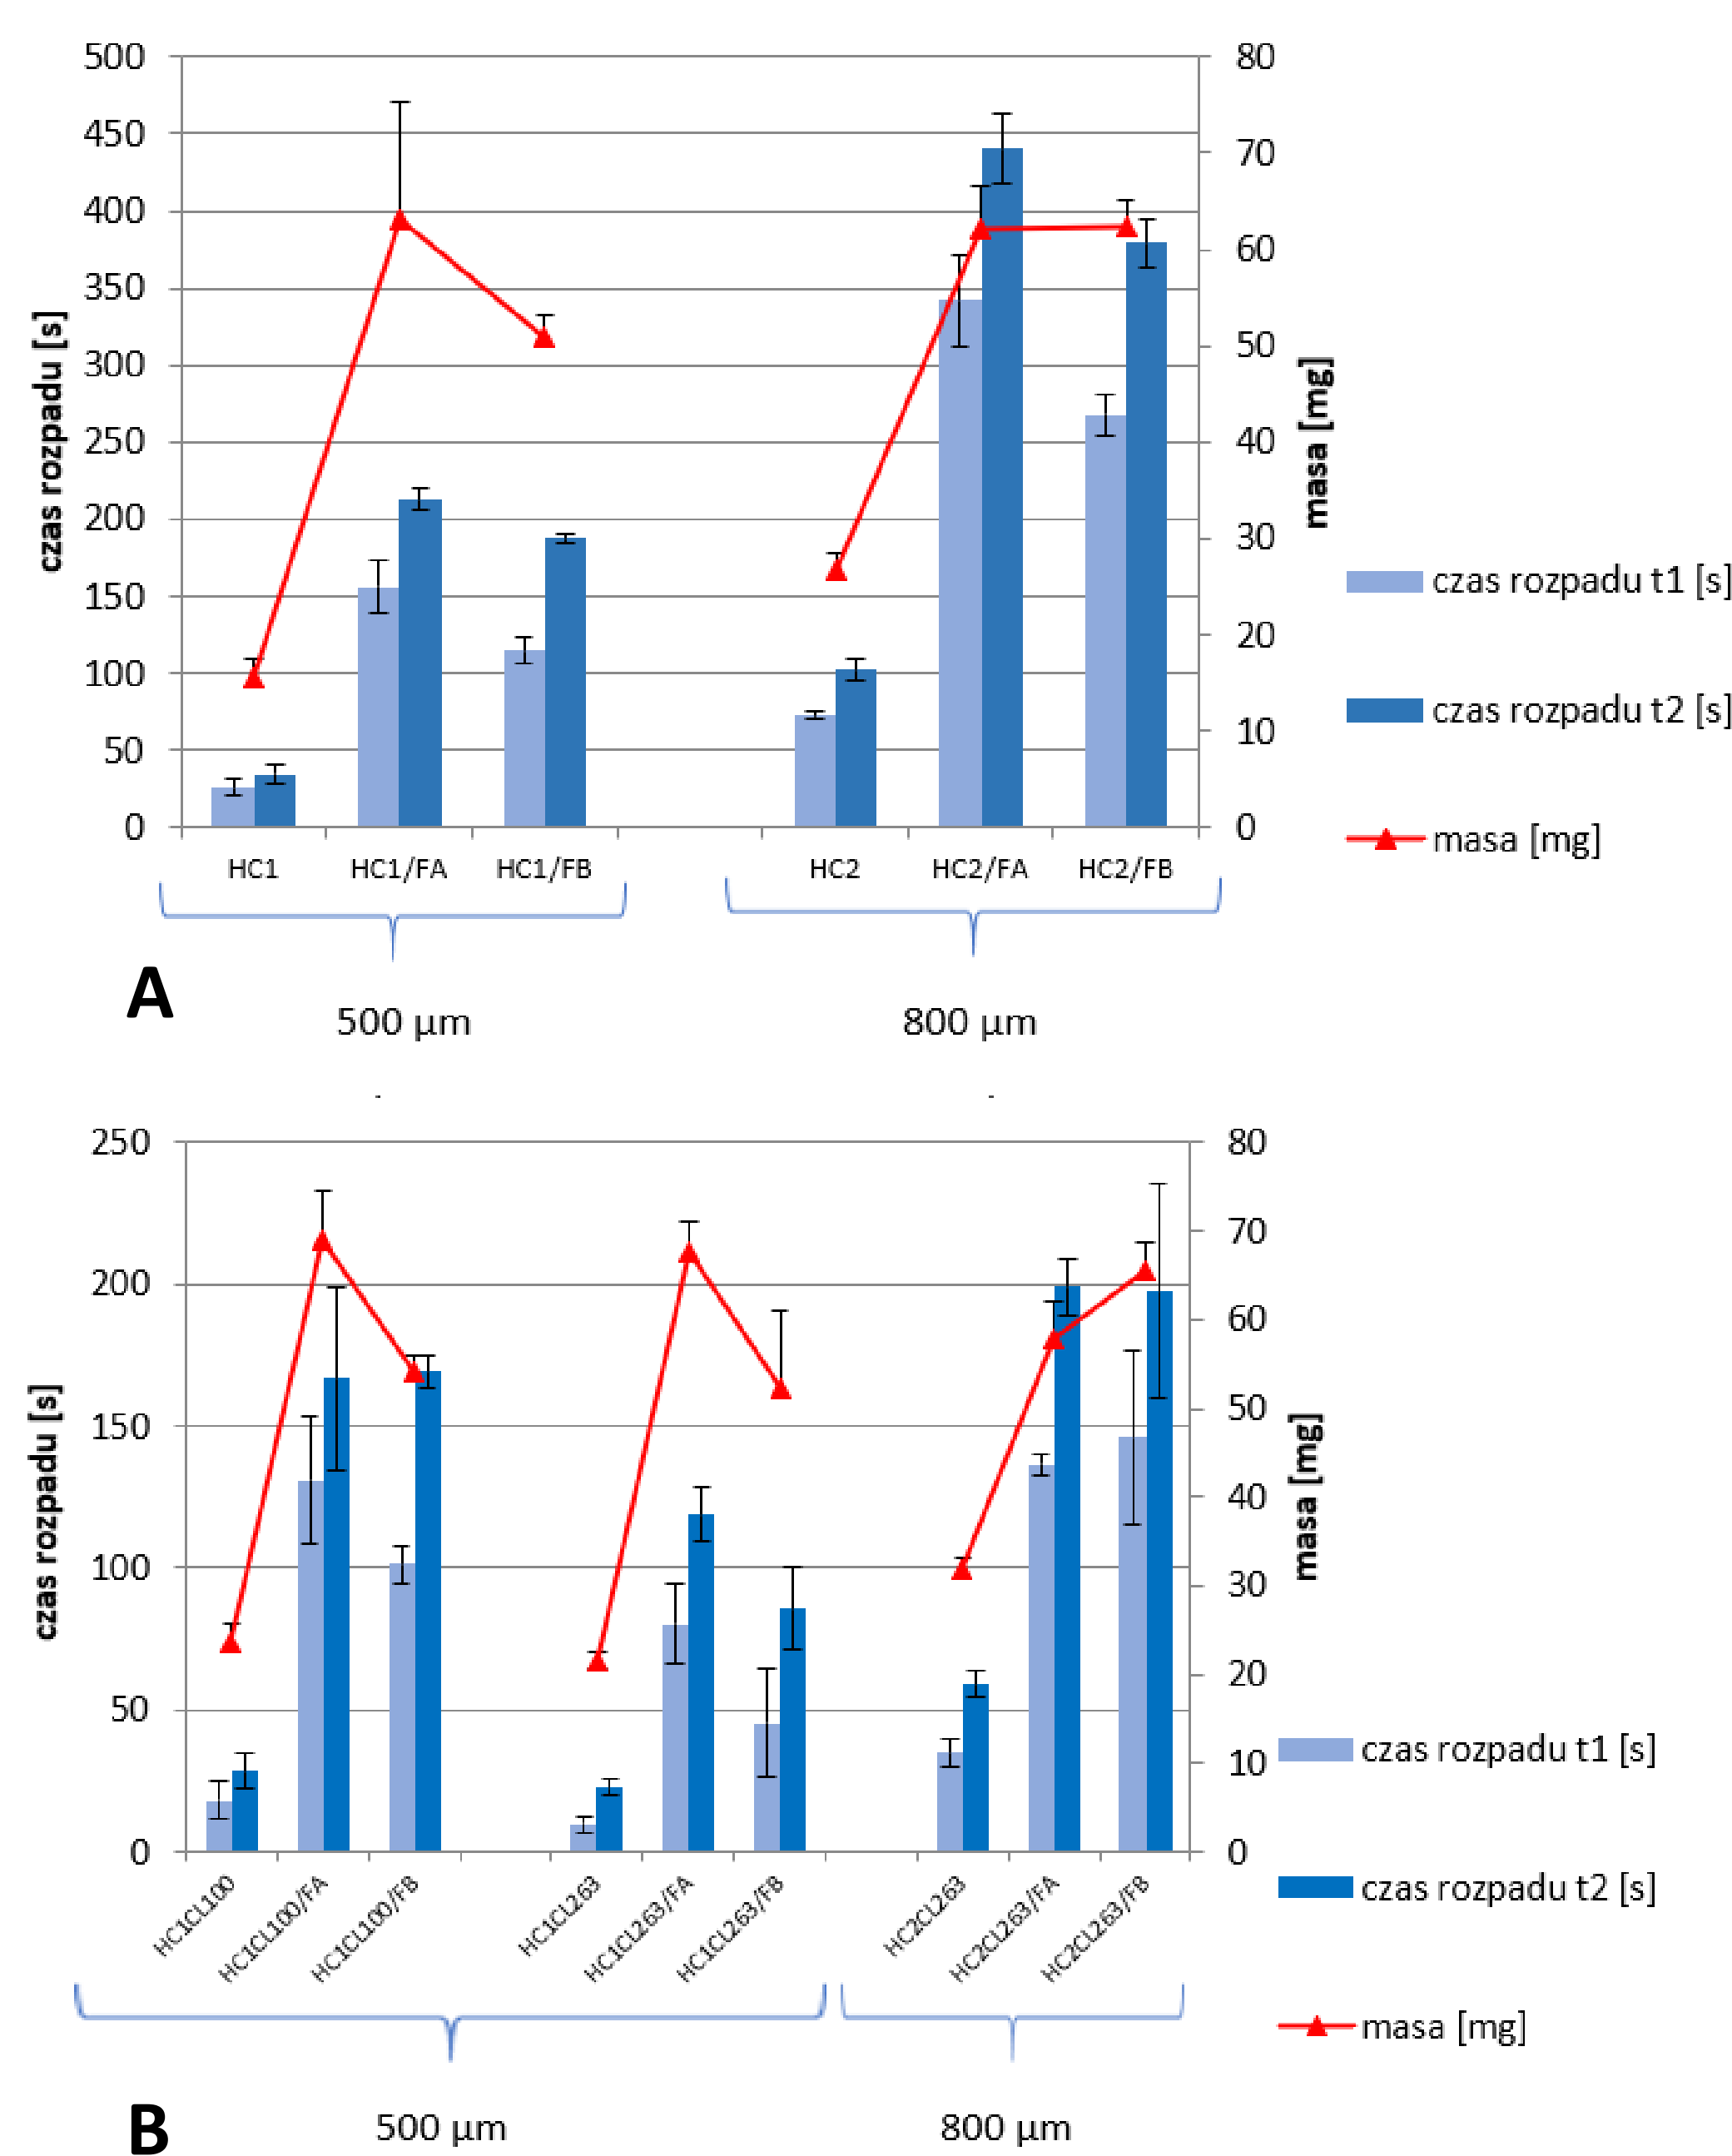 500
450
400
350
300
250
200
150
100
50
0
czas rozpadu [s]
80
70
60
50
40
30
20
10
0
masa [mg]
HC1 HC1/FA HC1/FB HC2 HC2/FA HC2/FB
czas rozpadu t1 [s]
czas rozpadu t2 [s]
masa [mg]
A
500 µm 800 µm
250
200
150
100
50
0
czas rozpadu [s]
80
70
60
50
40
30
20
10
0
masa [mg]
HC1CL100
HC1CL100/FA
HC1CL100/FB
HC1CL263
HC1CL263/FA
HC1CL263/FB
HC2CL263
HC2CL263/FA
HC2CL263/FB
czas rozpadu t1 [s]
czas rozpadu t2 [s]
masa [mg]
B
500 µm 800 µm